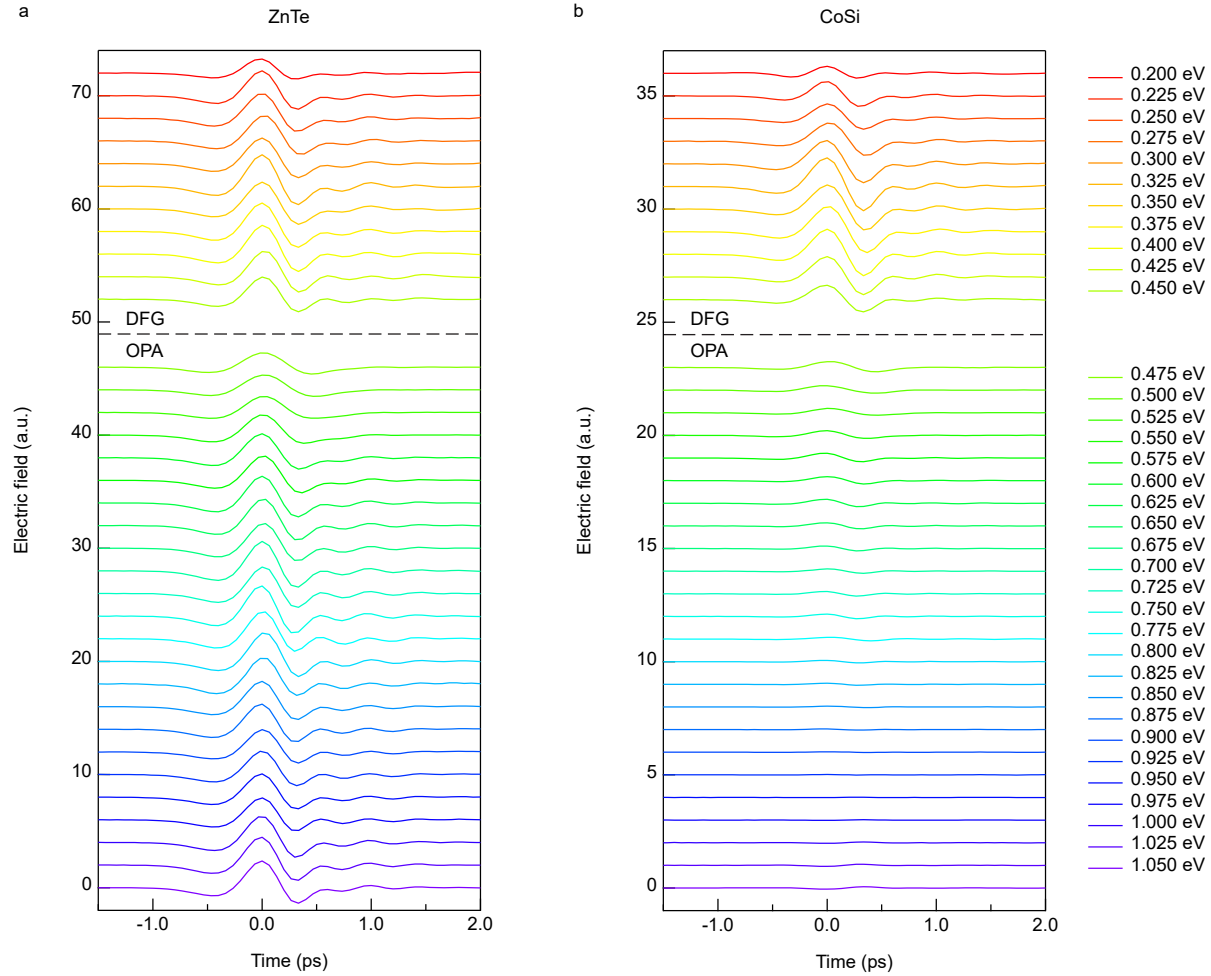 a
ZnTe
b
CoSi
70
60
50
40
30
20
10
0
DFG
OPA
Electric field (a.u.)
-1.0
0.0
1.0
2.0
Time (ps)
35
30
25
20
15
10
5
0
DFG
OPA
Electric field (a.u.)
-1.0
0.0
1.0
2.0
Time (ps)
0.200 eV
0.225 eV
0.250 eV
0.275 eV
0.300 eV
0.325 eV
0.350 eV
0.375 eV
0.400 eV
0.425 eV
0.450 eV
0.475 eV
0.500 eV
0.525 eV
0.550 eV
0.575 eV
0.600 eV
0.625 eV
0.650 eV
0.675 eV
0.700 eV
0.725 eV
0.750 eV
0.775 eV
0.800 eV
0.825 eV
0.850 eV
0.875 eV
0.900 eV
0.925 eV
0.950 eV
0.975 eV
1.000 eV
1.025 eV
1.050 eV